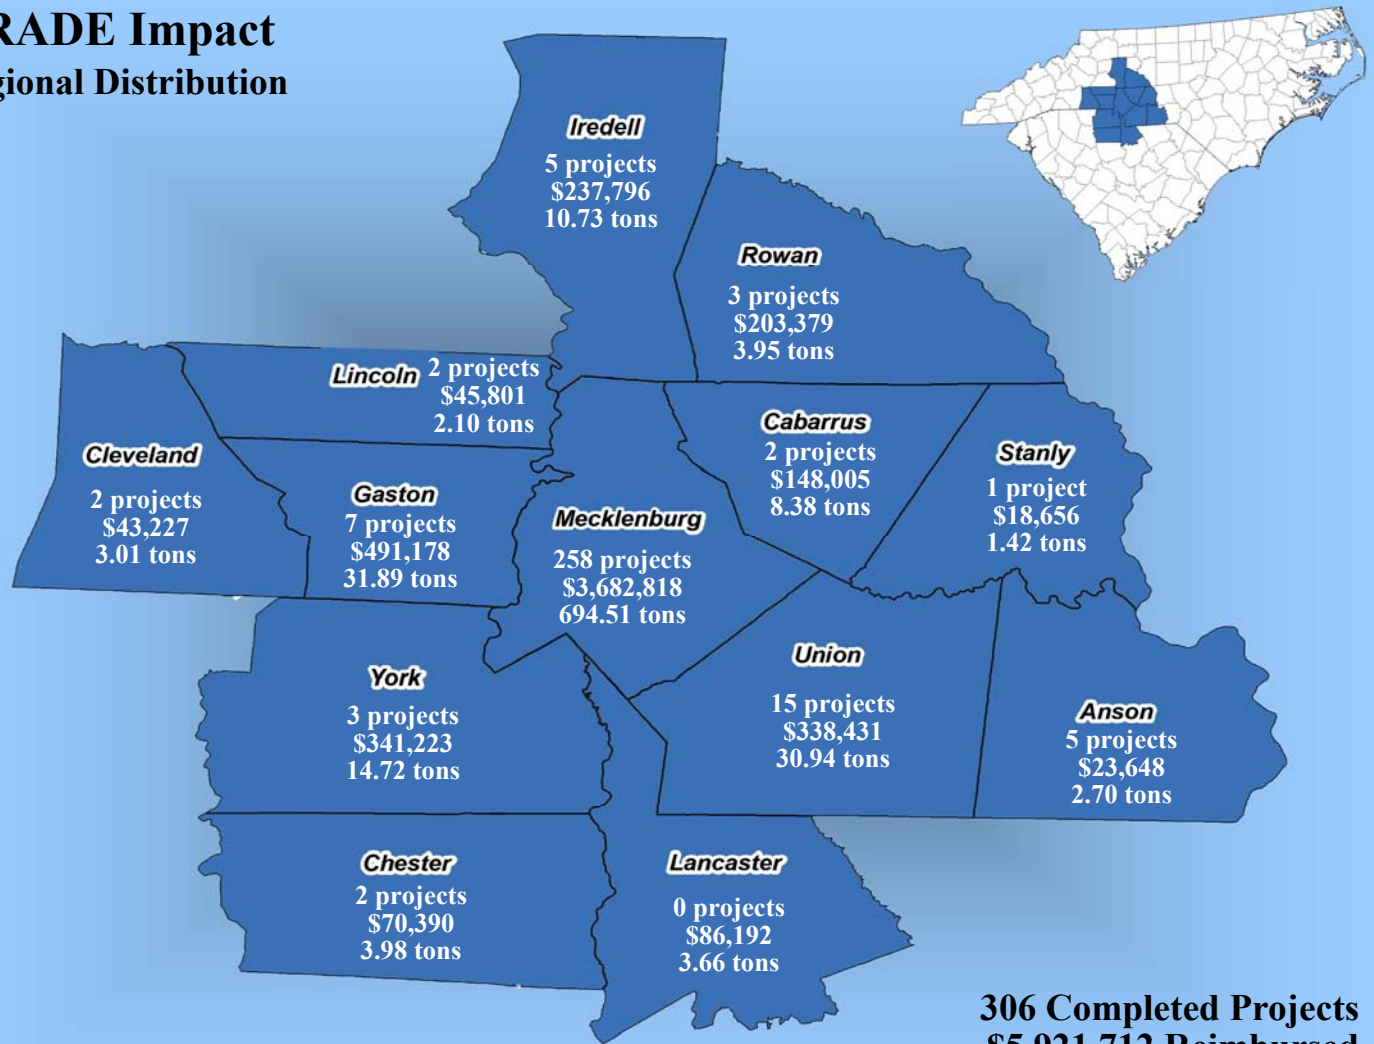 RADE Impact
gional Distribution
Iredell
5 projects
$237,796
10.73 tons
Rowan
3 projects
$203,379
3.95 tons
Lincoln
2 projects
$45,801
2.10 tons
Cabarrus
2 projects
$148,005
8.38 tons
Stanly
1 project
$18,656
1.42 tons
Cleveland
2 projects
$43,227
3.01 tons
Gaston
7 projects
$491,178
31.89 tons
Mecklenburg
258 projects
$3,682,818
694.51 tons
Union
15 projects
$338,431
30.94 tons
York
3 projects
$341,223
14.72 tons
Anson
5 projects
$23,648
2.70 tons
Chester
2 projects
$70,390
3.98 tons
Lancaster
0 projects
$86,192
3.66 tons
306 Completed Projects
$5,921,712 Reimbursed